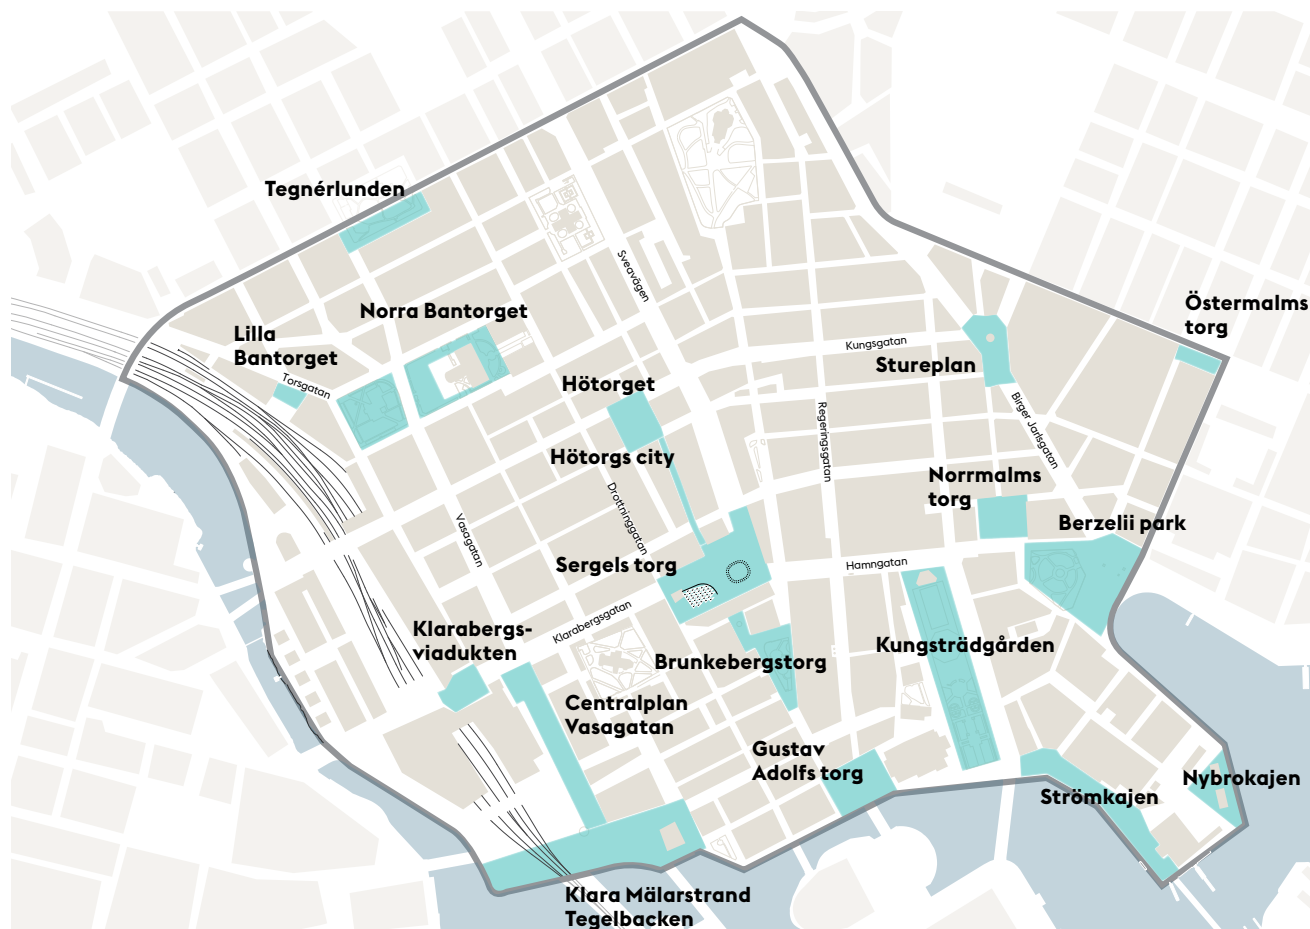 Tegnérlunden
Östermalms
torg
Sveavägen
Norra Bantorget
Lilla
Bantorget
Kungsgatan
Stureplan
Torsgatan
Hötorget
Birger Jarlsgatan
Regeringsgatan
Hötorgs city
Norrmalms
torg
Drottninggatan
Vasagatan
Berzelii park
Sergels torg
Hamngatan
Klarabergsgatan
Klarabergs-
viadukten
Kungsträdgården
Brunkebergstorg
Centralplan
Vasagatan
Gustav
Adolfs torg
Nybrokajen
Strömkajen
Klara Mälarstrand
Tegelbacken